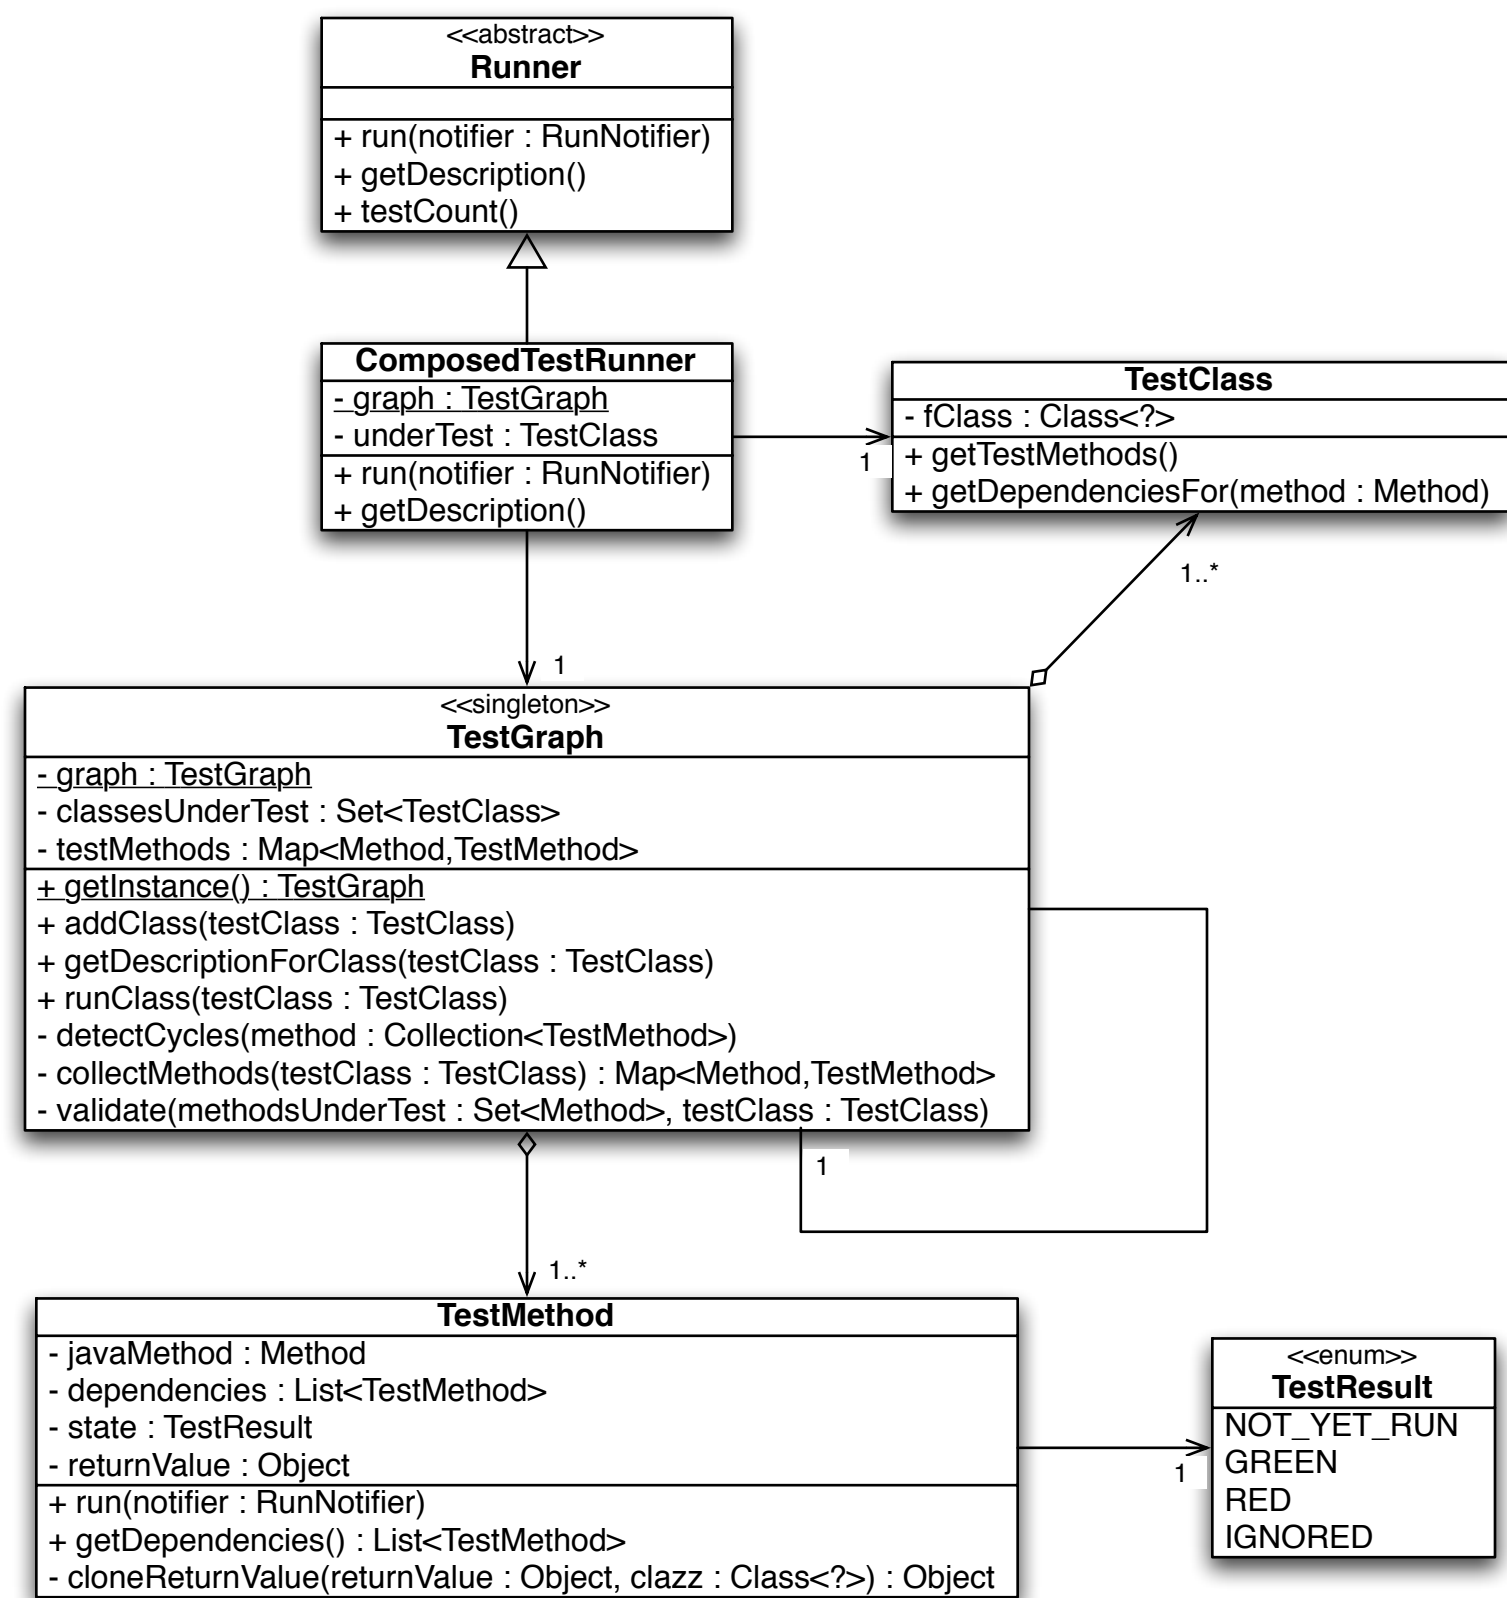 <<abstract>>
Runner
+ run(notifier : RunNotifier)
+ getDescription()
+ testCount()
ComposedTestRunner
- graph : TestGraph
- underTest : TestClass
+ run(notifier : RunNotifier)
+ getDescription()
1
TestClass
- fClass : Class<?>
+ getTestMethods()
+ getDependenciesFor(method : Method)
1..*
1
<<singleton>>
TestGraph
- graph : TestGraph
- classesUnderTest : Set<TestClass>
- testMethods : Map<Method,TestMethod>
+ getInstance() : TestGraph
+ addClass(testClass : TestClass)
+ getDescriptionForClass(testClass : TestClass)
+ runClass(testClass : TestClass)
- detectCycles(method : Collection<TestMethod>)
- collectMethods(testClass : TestClass) : Map<Method,TestMethod>
- validate(methodsUnderTest : Set<Method>, testClass : TestClass)
1
1..*
TestMethod
- javaMethod : Method
- dependencies : List<TestMethod>
- state : TestResult
- returnValue : Object
+ run(notifier : RunNotifier)
+ getDependencies() : List<TestMethod>
- cloneReturnValue(returnValue : Object, clazz : Class<?>) : Object
1
<<enum>>
TestResult
NOT_YET_RUN
GREEN
RED
IGNORED